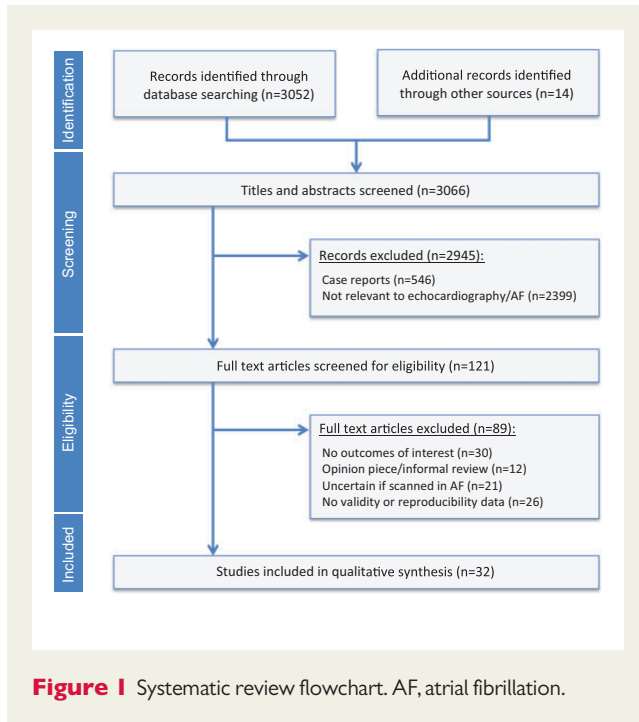 Identification
Records identified through
database searching (n=3052)
Additional records identified
through other sources (n=14)
Screening
Titles and abstracts screened (n=3066)
Records excluded (n=2945):
Case reports (n=546)
Not relevant to echocardiography/AF (n=2399)
Eligibility
Full text articles screened for eligibility (n=121)
Full text articles excluded (n=89):
No outcomes of interest (n=30)
Opinion piece/informal review (n=12)
Uncertain if scanned in AF (n=21)
No validity or reproducibility data (n=26)
Included
Studies included in qualitative synthesis (n=32)
Figure 1 Systematic review flowchart. AF, atrial fibrillation.